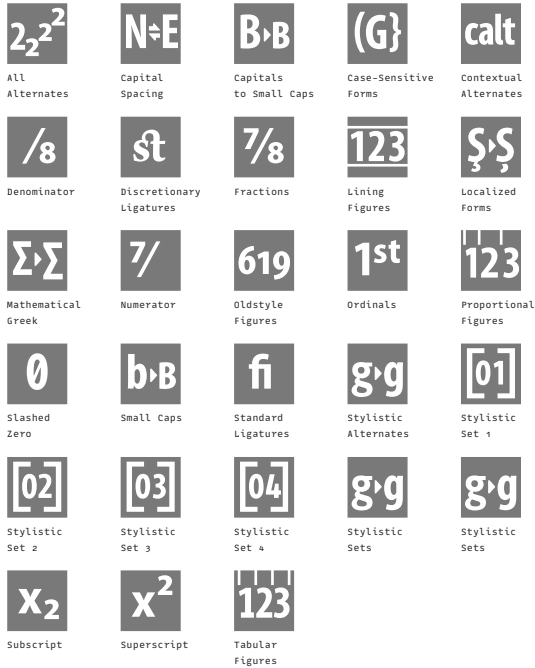 2₂2²
N≑E
B▸ʙ
(G}
calt
All
Alternates
Capital
Spacing
Capitals
to Small Caps
Case-Sensitive
Forms
Contextual
Alternates
/8
st
⁷/₈
123
Ş▸Ș
Denominator
Discretionary
Ligatures
Fractions
Lining
Figures
Localized
Forms
Σ▸Σ
7/
619
1st
123
Mathematical
Greek
Numerator
Oldstyle
Figures
Ordinals
Proportional
Figures
0
b▸ʙ
fi
g▸g
[01]
Slashed
Zero
Small Caps
Standard
Ligatures
Stylistic
Alternates
Stylistic
Set 1
[02]
[03]
[04]
g▸g
g▸g
Stylistic
Set 2
Stylistic
Set 3
Stylistic
Set 4
Stylistic
Sets
Stylistic
Sets
x₂
x²
123
Subscript
Superscript
Tabular
Figures